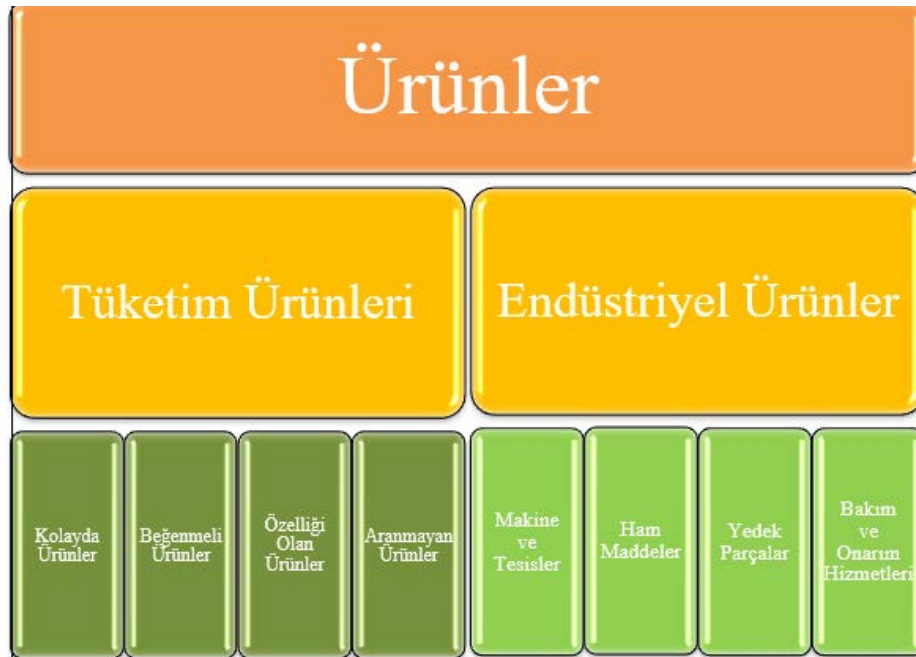 Ürünler
Tüketim Ürünleri
Endüstriyel Ürünler
Kolayda
Ürünler
Beğenmeli
Ürünler
Özelliği
Olan
Ürünler
Aranmayan
Ürünler
Makine
ve
Tesisler
Ham
Maddeler
Yedek
Parçalar
Bakım
ve
Onarım
Hizmetleri